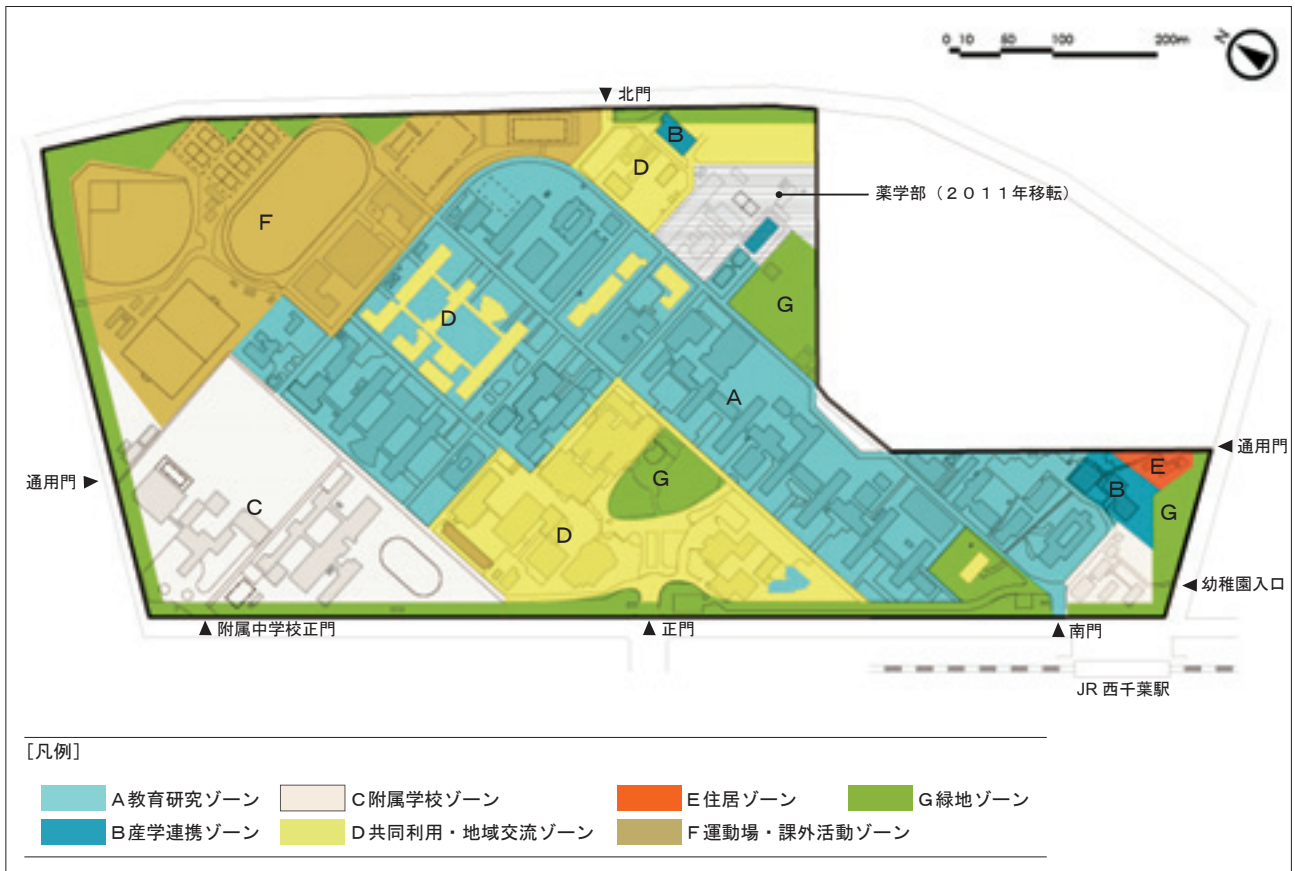 0 10 50 100 200m
N
▼北門
B
D
薬学部（２０１１年移転）
F
G
D
A
◀通用門
E
通用門▶
B
G
C
G
D
◀幼稚園入口
▲附属中学校正門
▲正門
▲南門
JR 西千葉駅
［凡例］
A教育研究ゾーン C附属学校ゾーン E住居ゾーン G緑地ゾーン
B産学連携ゾーン D共同利用・地域交流ゾーン F運動場・課外活動ゾーン